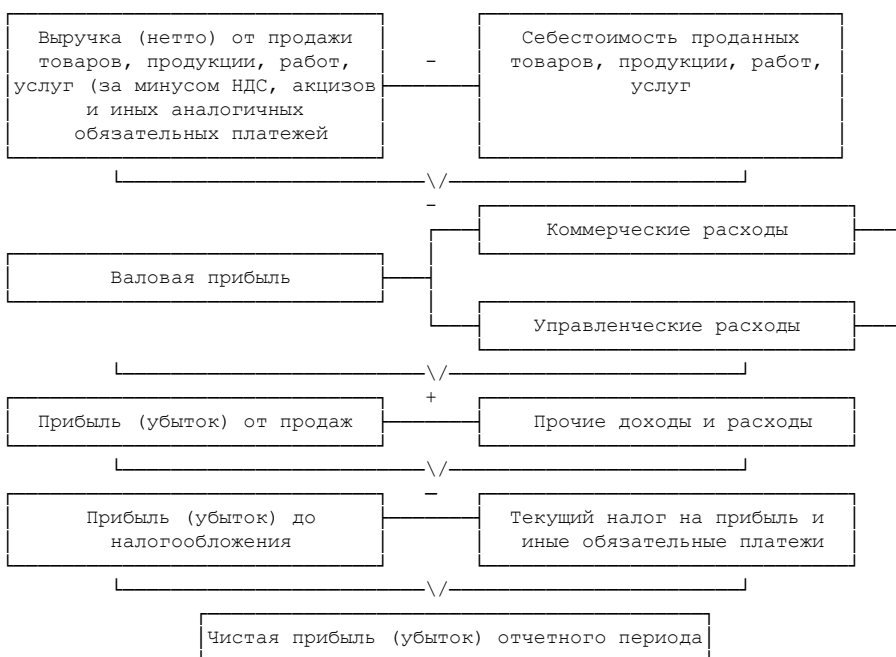 Выручка (нетто) от продажи
товаров, продукции, работ,
услуг (за минусом НДС, акцизов
и иных аналогичных
обязательных платежей
-
Себестоимость проданных
товаров, продукции, работ,
услуг
\/
-
Коммерческие расходы
Валовая прибыль
Управленческие расходы
\/
+
Прибыль (убыток) от продаж
Прочие доходы и расходы
\/
–
Прибыль (убыток) до
налогообложения
Текущий налог на прибыль и
иные обязательные платежи
\/
Чистая прибыль (убыток) отчетного периода